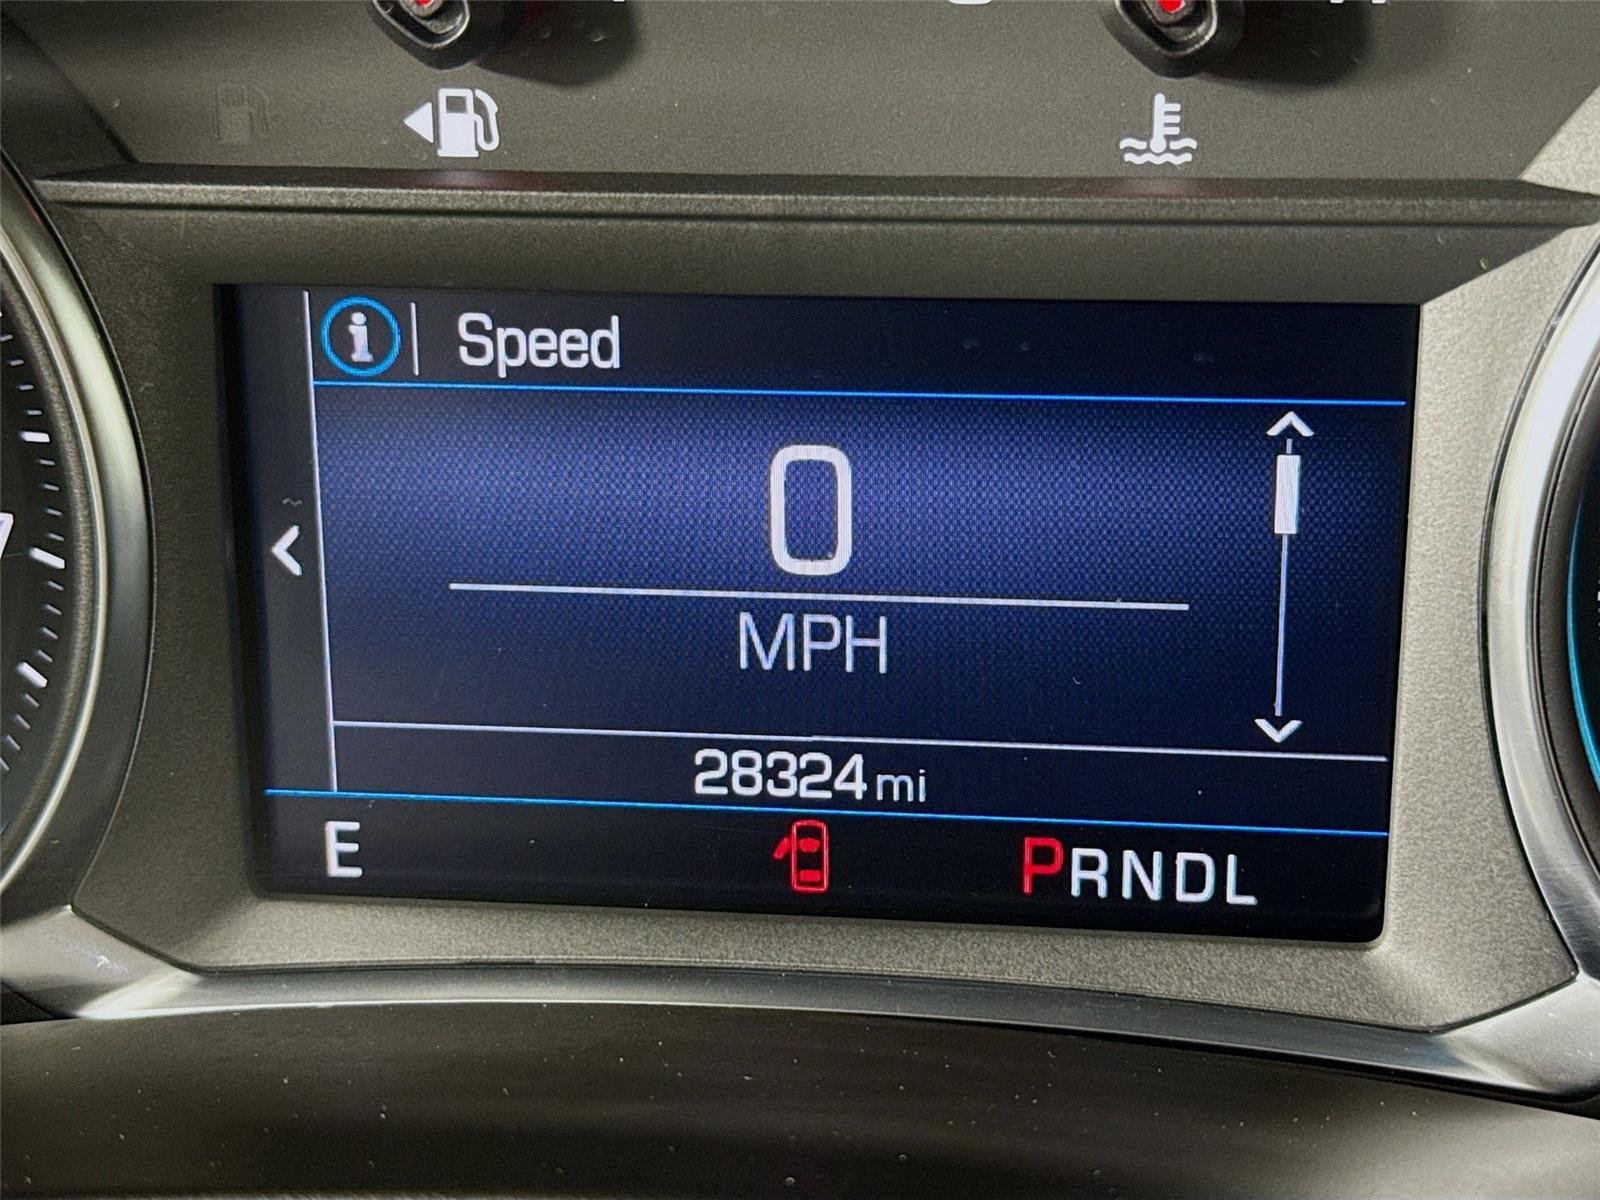 Speed
0
MPH
28324 mi
E PRNDL